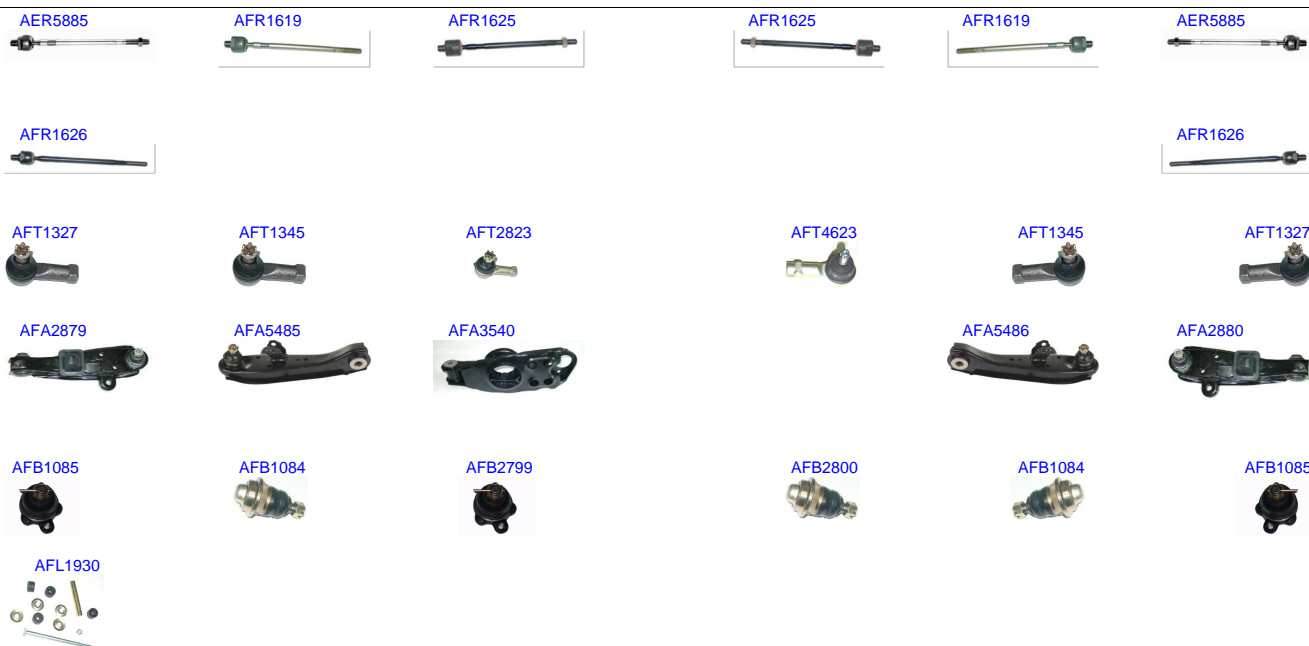 AER5885 AFR1619 AFR1625 AFR1625 AFR1619 AER5885
AFR1626 AFR1626
AFT1327 AFT1345 AFT2823 AFT4623 AFT1345 AFT1327
AFA2879 AFA5485 AFA3540 AFA5486 AFA2880
AFB1085 AFB1084 AFB2799 AFB2800 AFB1084 AFB1085
AFL1930